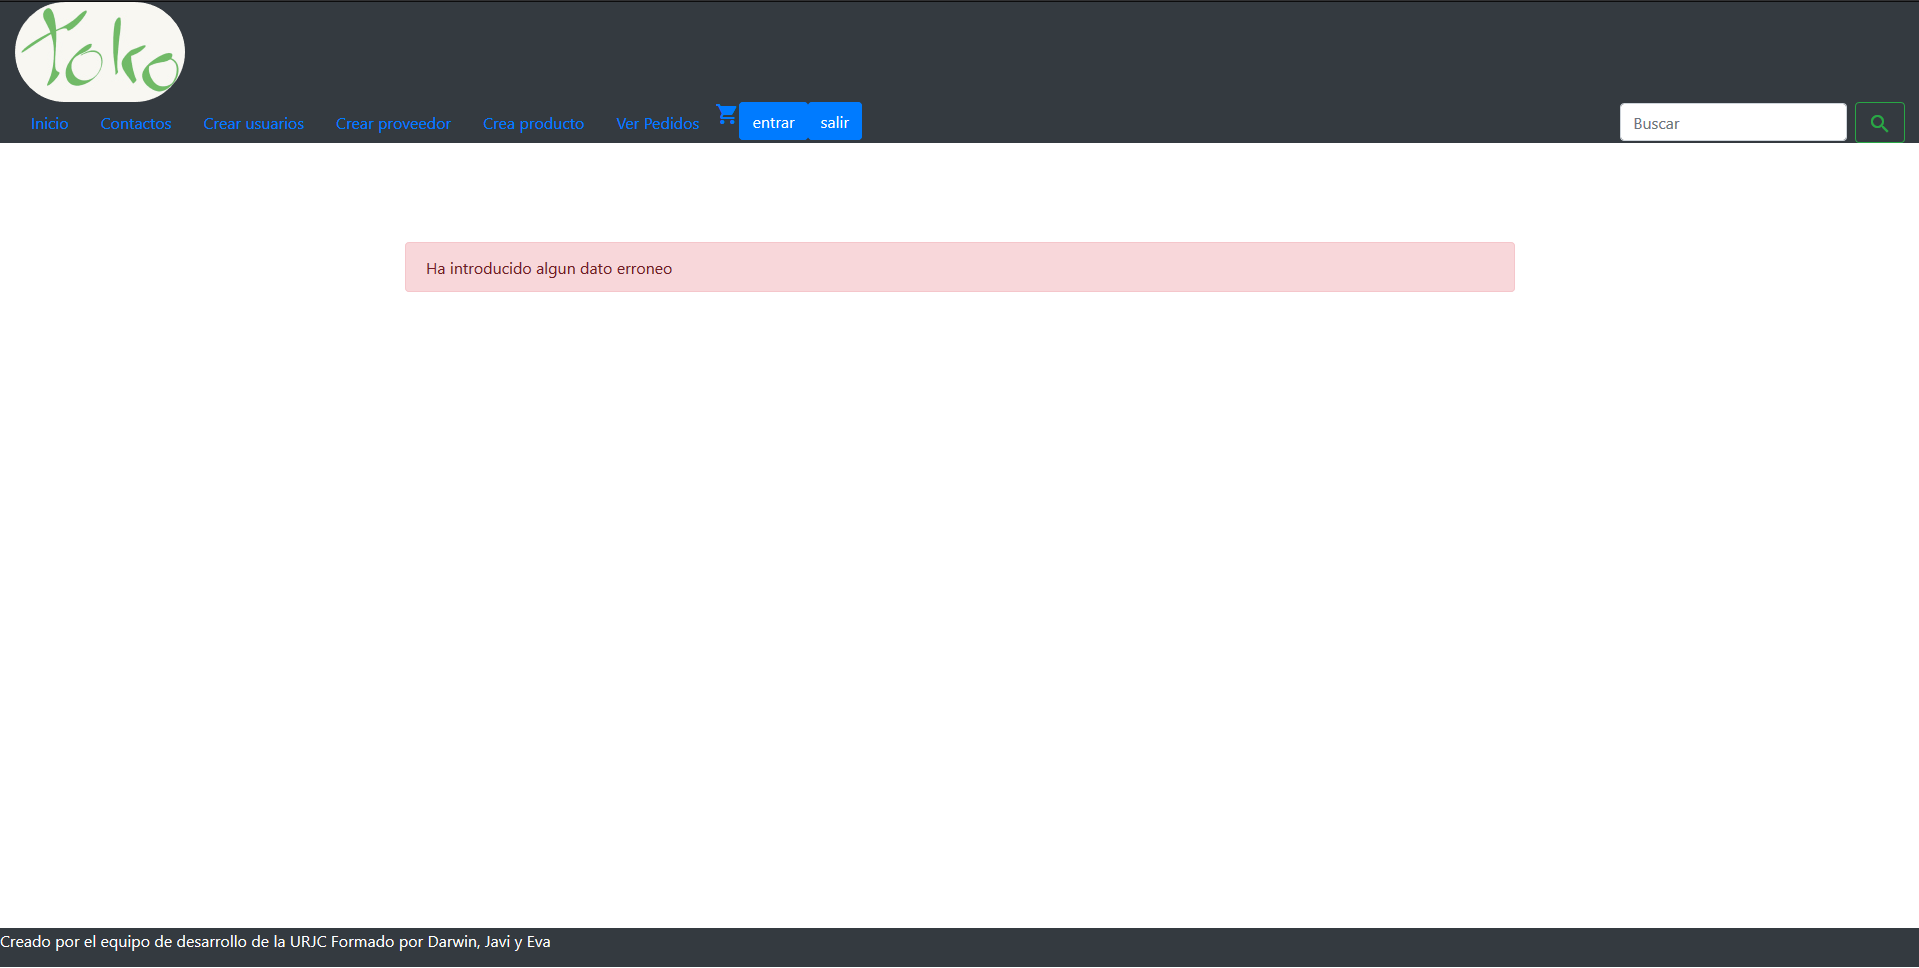 Toko
Inicio Contactos Crear usuarios Crear proveedor Crea producto Ver Pedidos entrar salir Buscar
Ha introducido algun dato erroneo
Creado por el equipo de desarrollo de la URJC Formado por Darwin, Javi y Eva